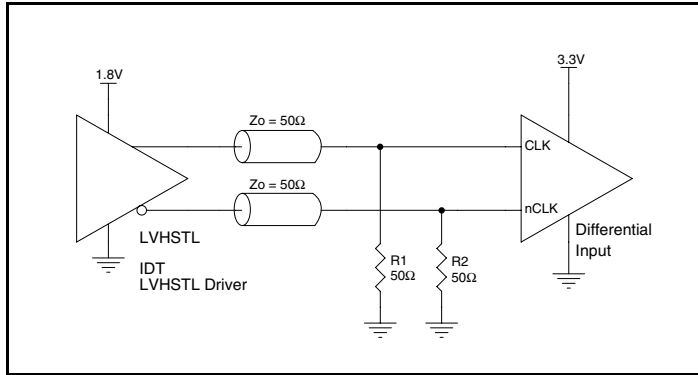 1.8V
3.3V
Zo = 50Ω
CLK
Zo = 50Ω
nCLK
LVHSTL
IDT
LVHSTL Driver
R1
50Ω
R2
50Ω
Differential
Input